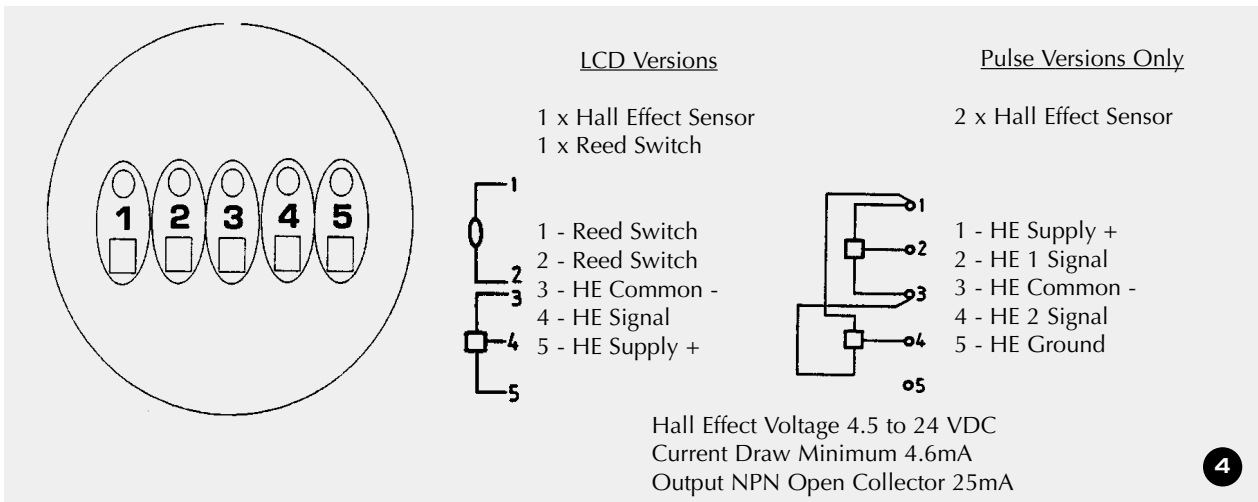 1 2 3 4 5
LCD Versions
1 x Hall Effect Sensor
1 x Reed Switch
1
2
3
4
5
1 - Reed Switch
2 - Reed Switch
3 - HE Common -
4 - HE Signal
5 - HE Supply +
Pulse Versions Only
2 x Hall Effect Sensor
1
2
3
4
5
1 - HE Supply +
2 - HE 1 Signal
3 - HE Common -
4 - HE 2 Signal
5 - HE Ground
Hall Effect Voltage 4.5 to 24 VDC
Current Draw Minimum 4.6mA
Output NPN Open Collector 25mA
4